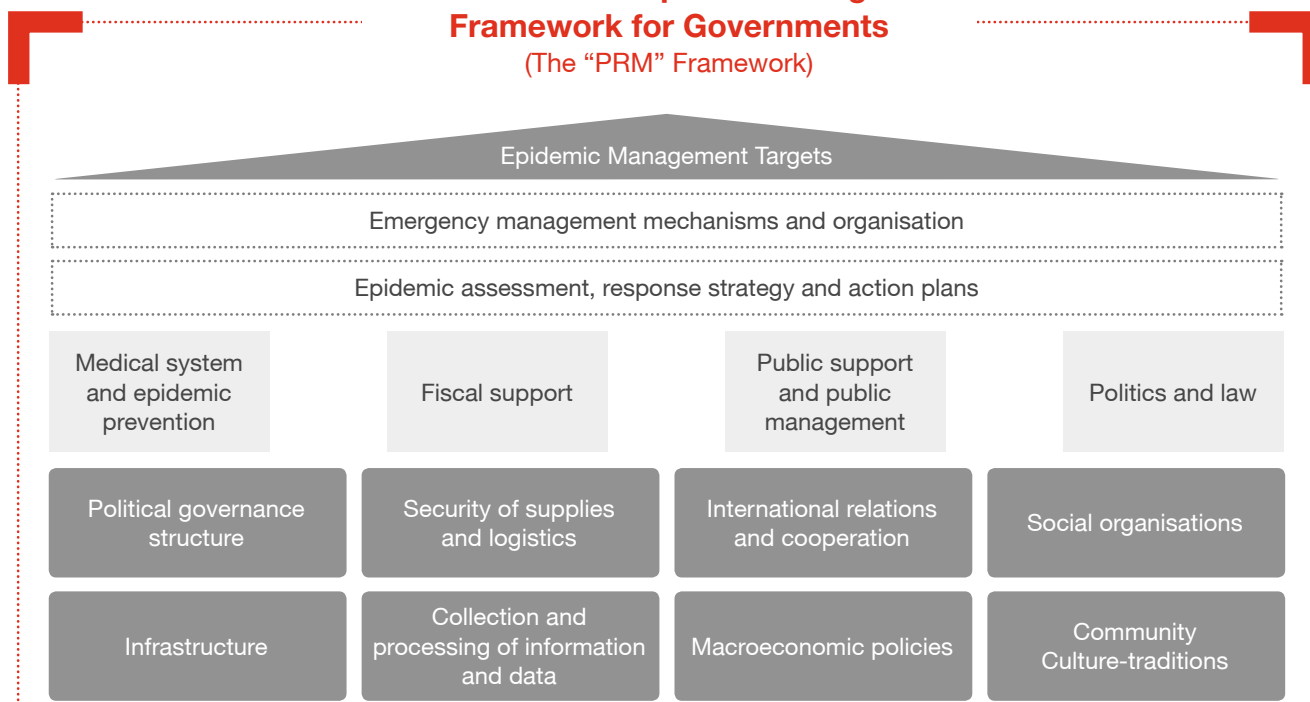 Framework for Governments
(The “PRM” Framework)
Epidemic Management Targets
Emergency management mechanisms and organisation
Epidemic assessment, response strategy and action plans
Medical system
and epidemic
prevention
Fiscal support
Public support
and public
management
Politics and law
Political governance
structure
Security of supplies
and logistics
International relations
and cooperation
Social organisations
Infrastructure
Collection and
processing of information
and data
Macroeconomic policies
Community
Culture-traditions